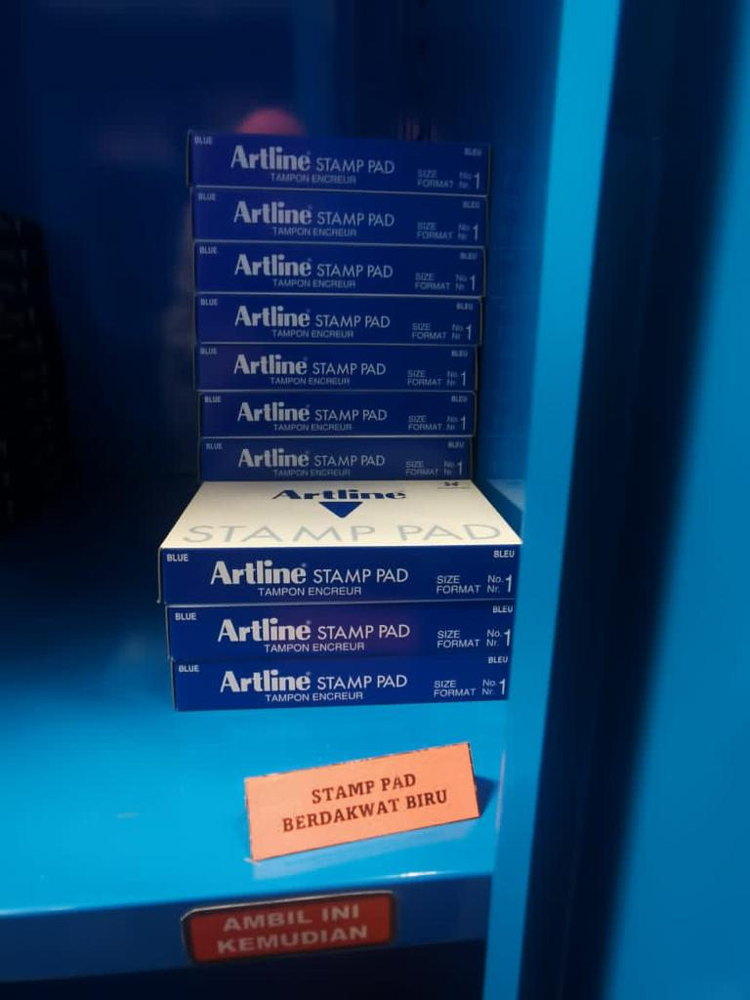 BLUE BLEU
Artline STAMP PAD SIZE No.
TAMPON ENCREUR FORMAT Nr. 1
BLUE BLEU
Artline STAMP PAD SIZE No.
TAMPON ENCREUR FORMAT Nr. 1
BLUE BLEU
Artline STAMP PAD SIZE No.
TAMPON ENCREUR FORMAT Nr. 1
BLUE BLEU
Artline STAMP PAD SIZE No.
TAMPON ENCREUR FORMAT Nr. 1
BLUE BLEU
Artline STAMP PAD SIZE No.
TAMPON ENCREUR FORMAT Nr. 1
BLUE BLEU
Artline STAMP PAD SIZE No.
TAMPON ENCREUR FORMAT Nr. 1
BLUE BLEU
Artline STAMP PAD SIZE No.
TAMPON ENCREUR FORMAT Nr. 1
Artline
STAMP PAD
BLUE BLEU
Artline STAMP PAD SIZE No.
TAMPON ENCREUR FORMAT Nr. 1
BLUE BLEU
Artline STAMP PAD SIZE No.
TAMPON ENCREUR FORMAT Nr. 1
BLUE BLEU
Artline STAMP PAD SIZE No.
TAMPON ENCREUR FORMAT Nr. 1
STAMP PAD
BERDAKWAT BIRU
AMBIL INI
KEMUDIAN